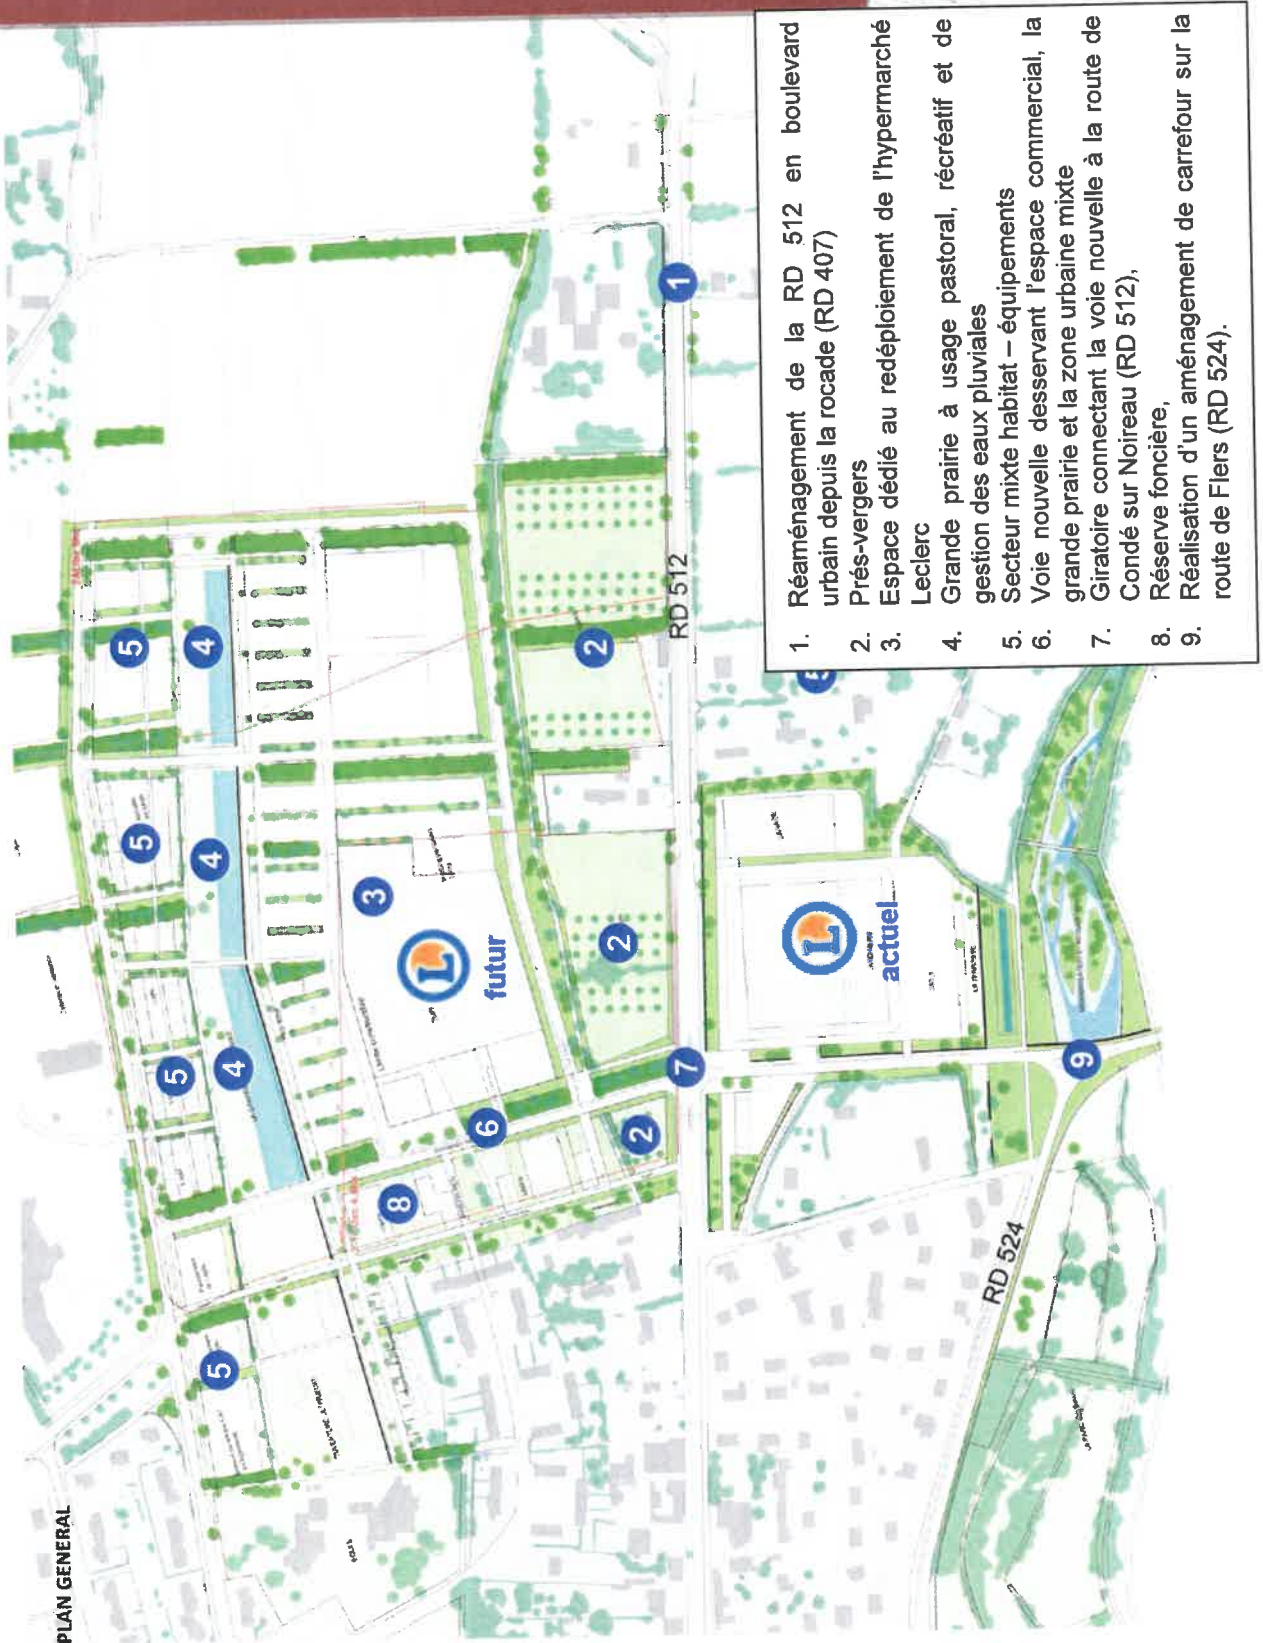 PLAN GENERAL
5
4
5
4
5
4
5
3
L
futur
6
8
2
2
2
1
RD 512
7
L
actuel
9
RD 524
5
1. Réaménagement de la RD 512 en boulevard
urbain depuis la rocade (RD 407)
2. Prés-vergers
3. Espace dédié au redéploiement de l'hypermarché
Leclerc
4. Grande prairie à usage pastoral, récréatif et de
gestion des eaux pluviales
5. Secteur mixte habitat – équipements
6. Voie nouvelle desservant l'espace commercial, la
grande prairie et la zone urbaine mixte
7. Giratoire connectant la voie nouvelle à la route de
Condé sur Noireau (RD 512),
8. Réserve foncière,
9. Réalisation d'un aménagement de carrefour sur la
route de Flers (RD 524).